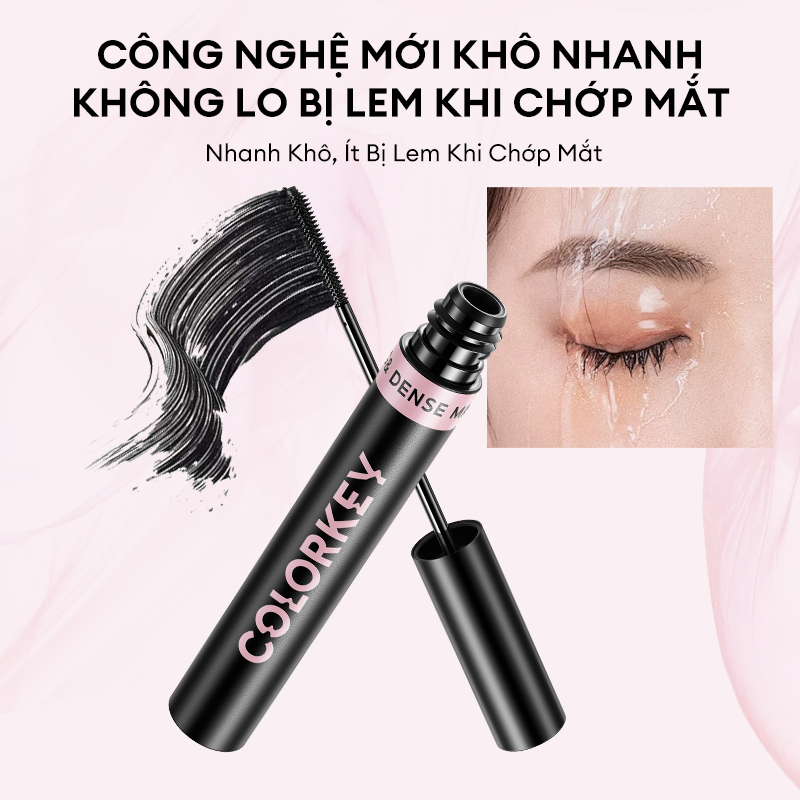 CÔNG NGHỆ MỚI KHÔ NHANH
KHÔNG LO BỊ LEM KHI CHỚP MẮT
Nhanh Khô, Ít Bị Lem Khi Chớp Mắt
& DENSE
COLORKEY